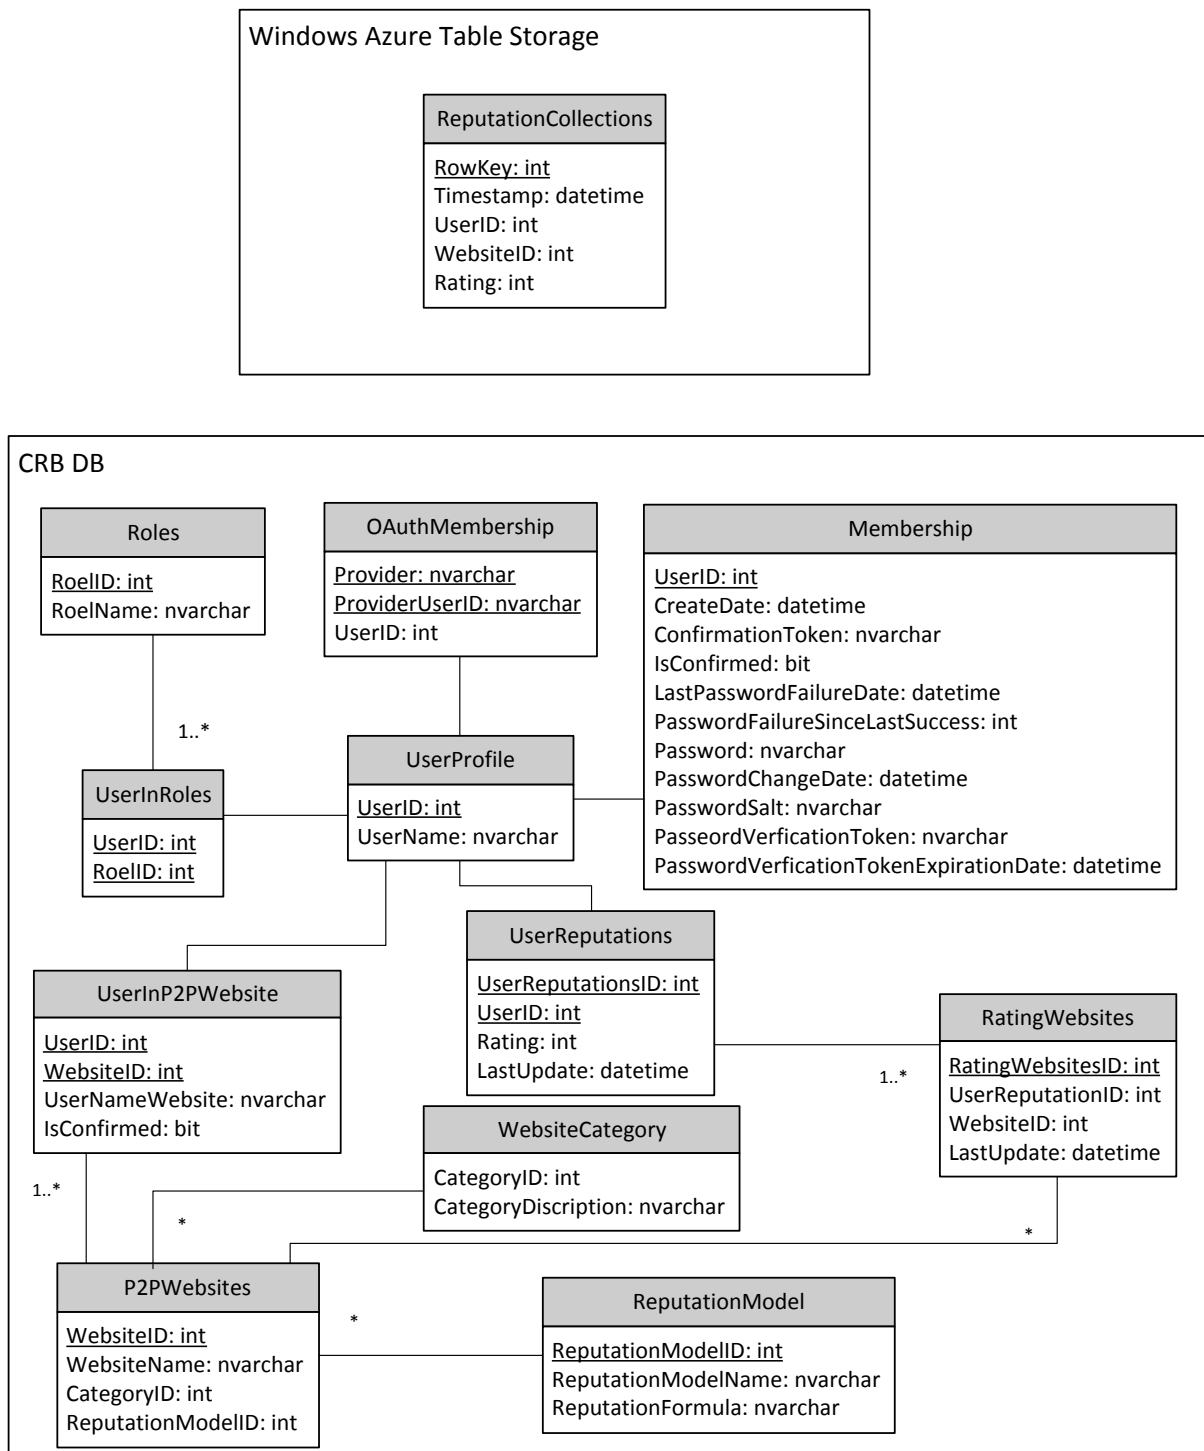 Windows Azure Table Storage
ReputationCollections
RowKey: int
Timestamp: datetime
UserID: int
WebsiteID: int
Rating: int
CRB DB
Roles
RoelID: int
RoelName: nvarchar
OAuthMembership
Provider: nvarchar
ProviderUserID: nvarchar
UserID: int
Membership
UserID: int
CreateDate: datetime
ConfirmationToken: nvarchar
IsConfirmed: bit
LastPasswordFailureDate: datetime
PasswordFailureSinceLastSuccess: int
Password: nvarchar
PasswordChangeDate: datetime
PasswordSalt: nvarchar
PasseordVerficationToken: nvarchar
PasswordVerficationTokenExpirationDate: datetime
1..*
UserInRoles
UserID: int
RoelID: int
UserProfile
UserID: int
UserName: nvarchar
UserReputations
UserReputationsID: int
UserID: int
Rating: int
LastUpdate: datetime
UserInP2PWebsite
UserID: int
WebsiteID: int
UserNameWebsite: nvarchar
IsConfirmed: bit
RatingWebsites
RatingWebsitesID: int
UserReputationID: int
WebsiteID: int
LastUpdate: datetime
1..*
WebsiteCategory
CategoryID: int
CategoryDiscription: nvarchar
1..*
*
*
P2PWebsites
WebsiteID: int
WebsiteName: nvarchar
CategoryID: int
ReputationModelID: int
*
ReputationModel
ReputationModelID: int
ReputationModelName: nvarchar
ReputationFormula: nvarchar